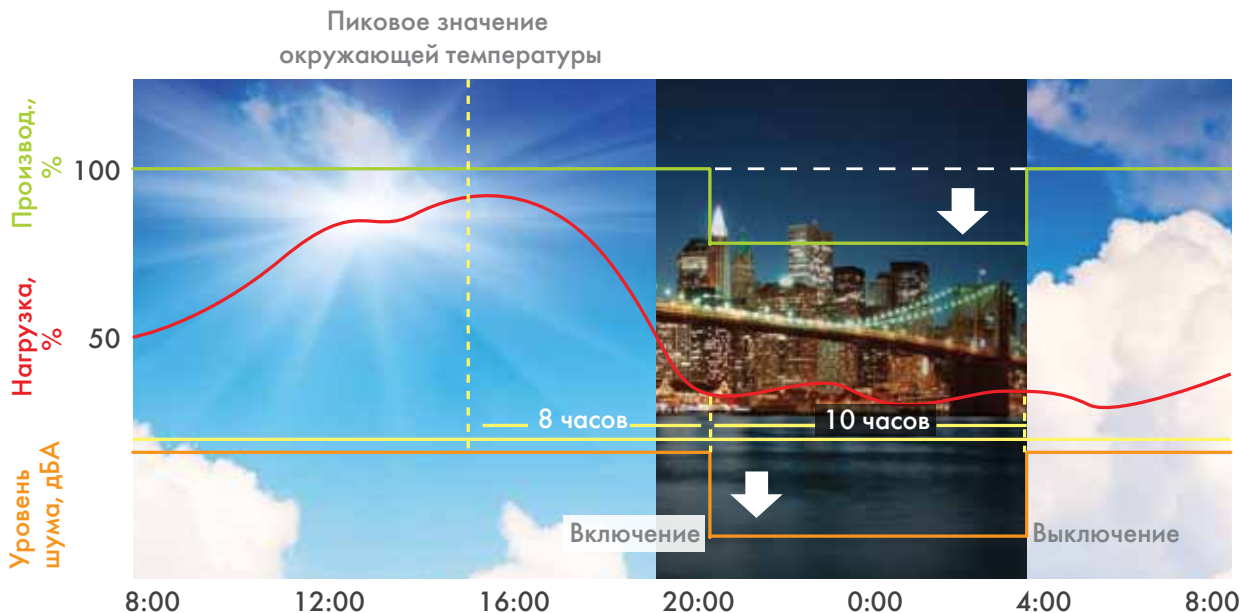 Пиковое значение
окружающей температуры
Производ.,
%
100
Нагрузка,
%
50
8 часов
10 часов
Уровень
шума, дБА
Включение
Выключение
8:00
12:00
16:00
20:00
0:00
4:00
8:00